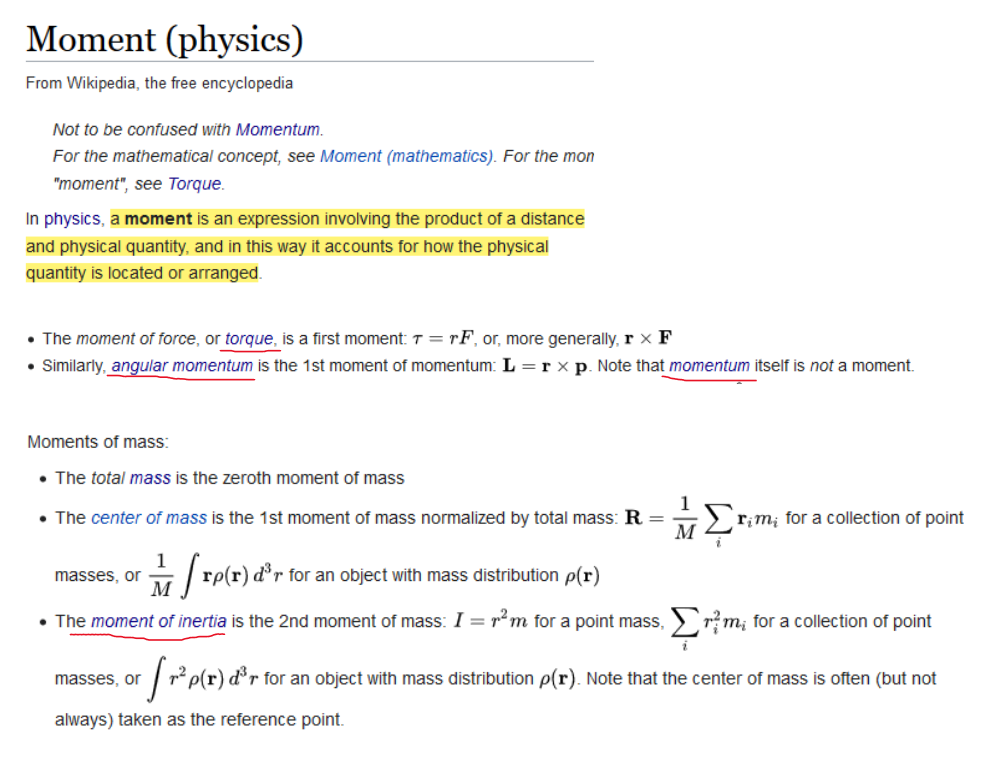 Moment (physics)
From Wikipedia, the free encyclopedia
Not to be confused with Momentum.
For the mathematical concept, see Moment (mathematics). For the mon
"moment", see Torque.
In physics, a moment is an expression involving the product of a distance
and physical quantity, and in this way it accounts for how the physical
quantity is located or arranged.
• The moment of force, or torque, is a first moment: τ = rF, or, more generally, r × F
• Similarly, angular momentum is the 1st moment of momentum: L = r × p. Note that momentum itself is not a moment.
Moments of mass:
• The total mass is the zeroth moment of mass
• The center of mass is the 1st moment of mass normalized by total mass: R = 1/M ∑_i r_i m_i for a collection of point
masses, or 1/M ∫ rρ(r) d³r for an object with mass distribution ρ(r)
• The moment of inertia is the 2nd moment of mass: I = r²m for a point mass, ∑_i r_i² m_i for a collection of point
masses, or ∫ r²ρ(r) d³r for an object with mass distribution ρ(r). Note that the center of mass is often (but not
always) taken as the reference point.